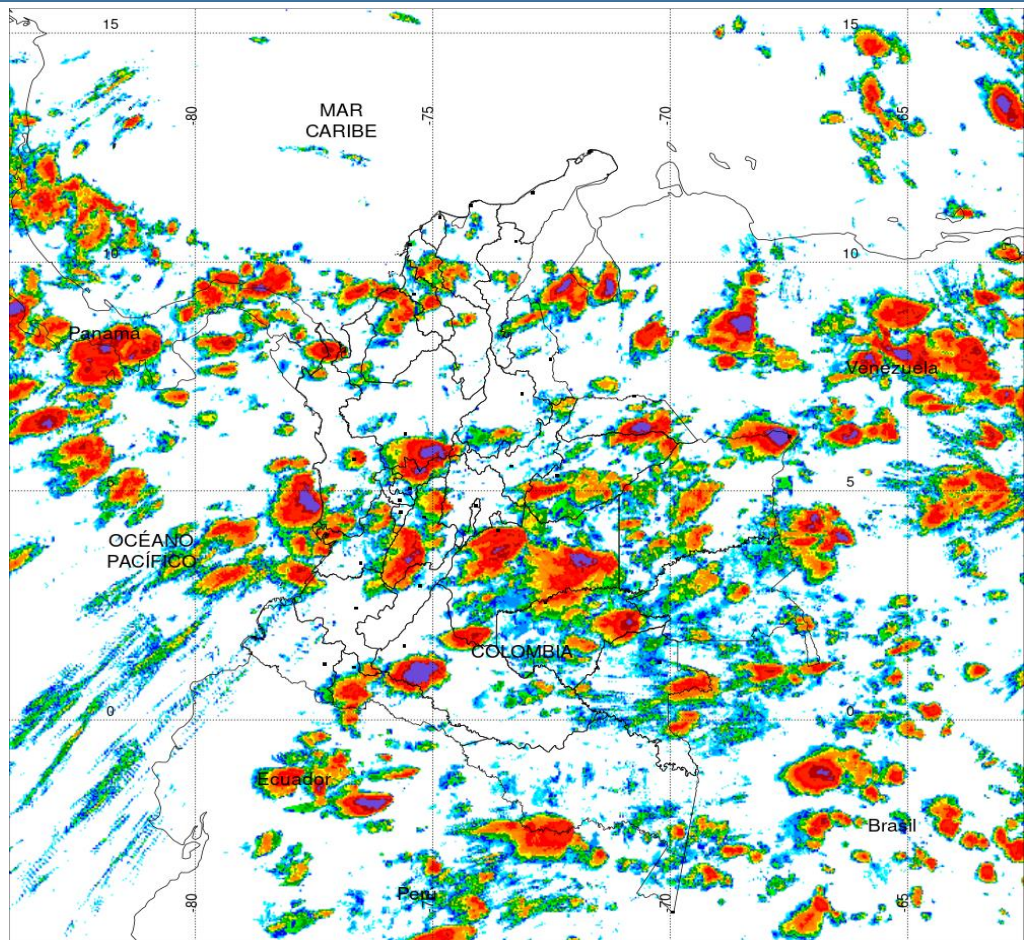 15
15
-80
-75
-70
-65
MAR
CARIBE
10
10
Panamá
Venezuela
5
5
OCÉANO
PACÍFICO
COLOMBIA
0
0
Ecuador
Brasil
Perú
-80
-70
-65